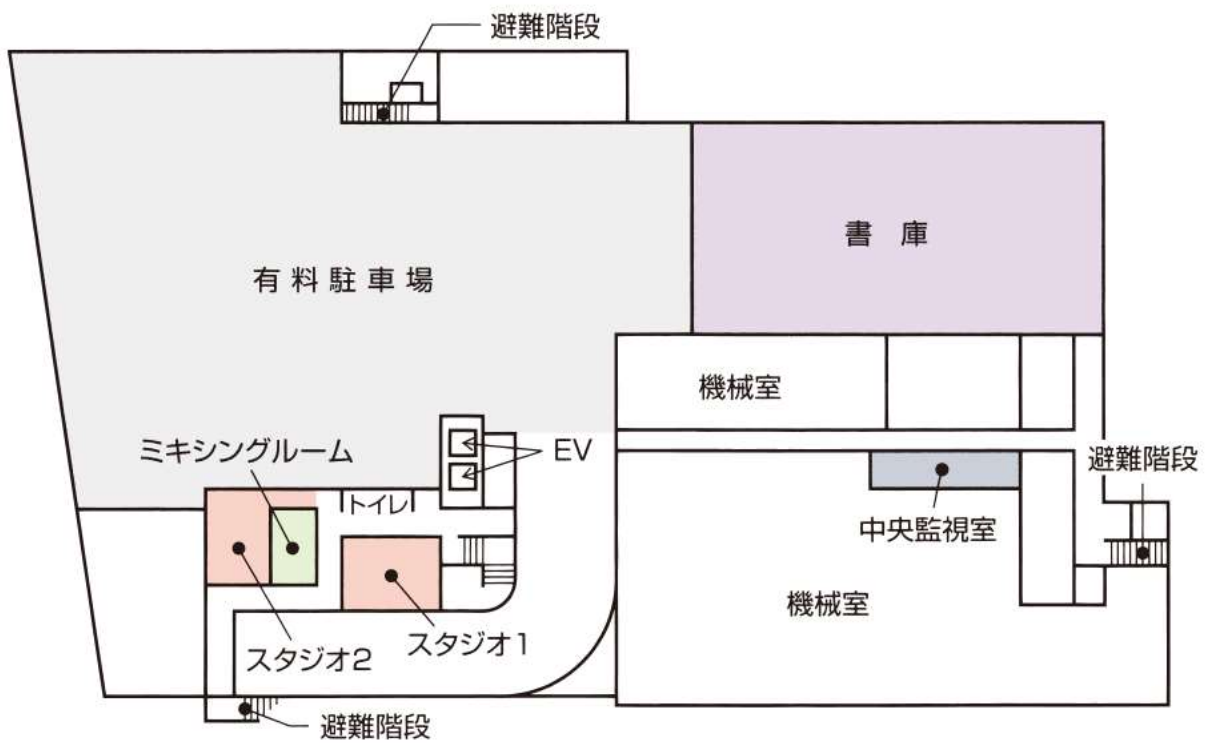 避難階段
書 庫
有料駐車場
機械室
ミキシングルーム
EV
避難階段
トイレ
中央監視室
機械室
スタジオ1
スタジオ2
避難階段